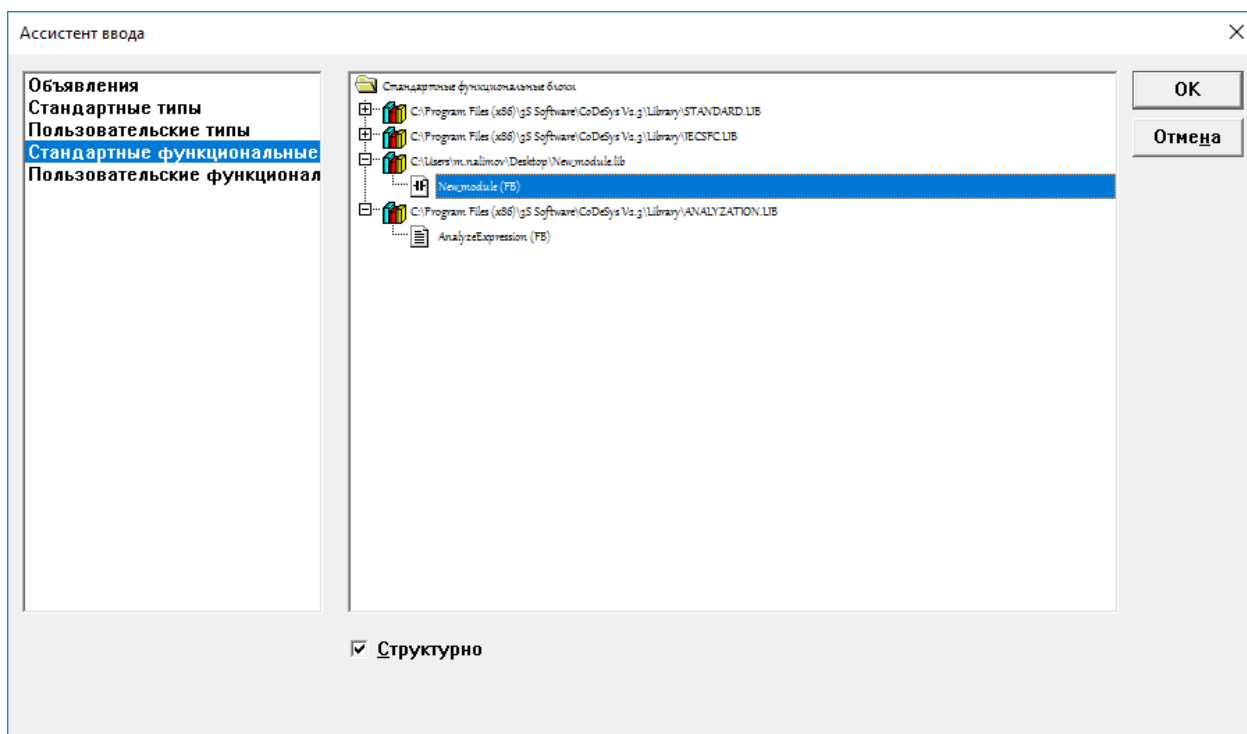 Ассистент ввода
Объявления
Стандартные типы
Пользовательские типы
Стандартные функциональные
Пользовательские функционал
Стандартные функциональные блоки
C:\Program Files (x86)\3S Software\CoDeSys V2.3\Library\STANDARD.LIB
C:\Program Files (x86)\3S Software\CoDeSys V2.3\Library\IECSFC.LIB
C:\Users\m.nalimov\Desktop\New_module.lib
New_module (FB)
C:\Program Files (x86)\3S Software\CoDeSys V2.3\Library\ANALYZATION.LIB
AnalyzeExpression (FB)
OK
Отмена
Структурно